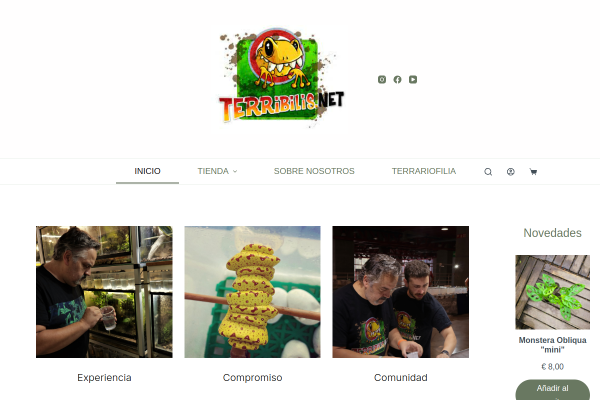 TERRIBILIS.NET
INICIO
TIENDA
SOBRE NOSOTROS
TERRARIOFILIA
Novedades
Monstera Obliqua
"mini"
€ 8,00
Añadir al
Experiencia
Compromiso
Comunidad